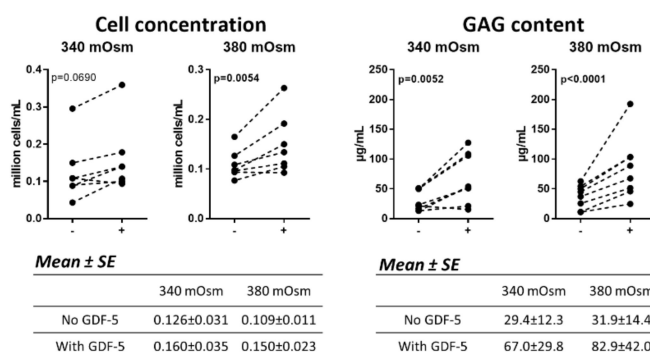 Cell concentration
GAG content
340 mOsm
380 mOsm
340 mOsm
380 mOsm
million cells/mL
0.4
0.3
0.2
0.1
0.0
p=0.0690
- +
million cells/mL
0.3
0.2
0.1
0.0
p=0.0054
- +
µg/mL
250
200
150
100
50
0
p=0.0052
- +
µg/mL
250
200
150
100
50
0
p<0.0001
- +
Mean ± SE
340 mOsm 380 mOsm
No GDF-5 0.126±0.031 0.109±0.011
With GDF-5 0.160±0.035 0.150±0.023
Mean ± SE
340 mOsm 380 mOsm
No GDF-5 29.4±12.3 31.9±14.4
With GDF-5 67.0±29.8 82.9±42.0